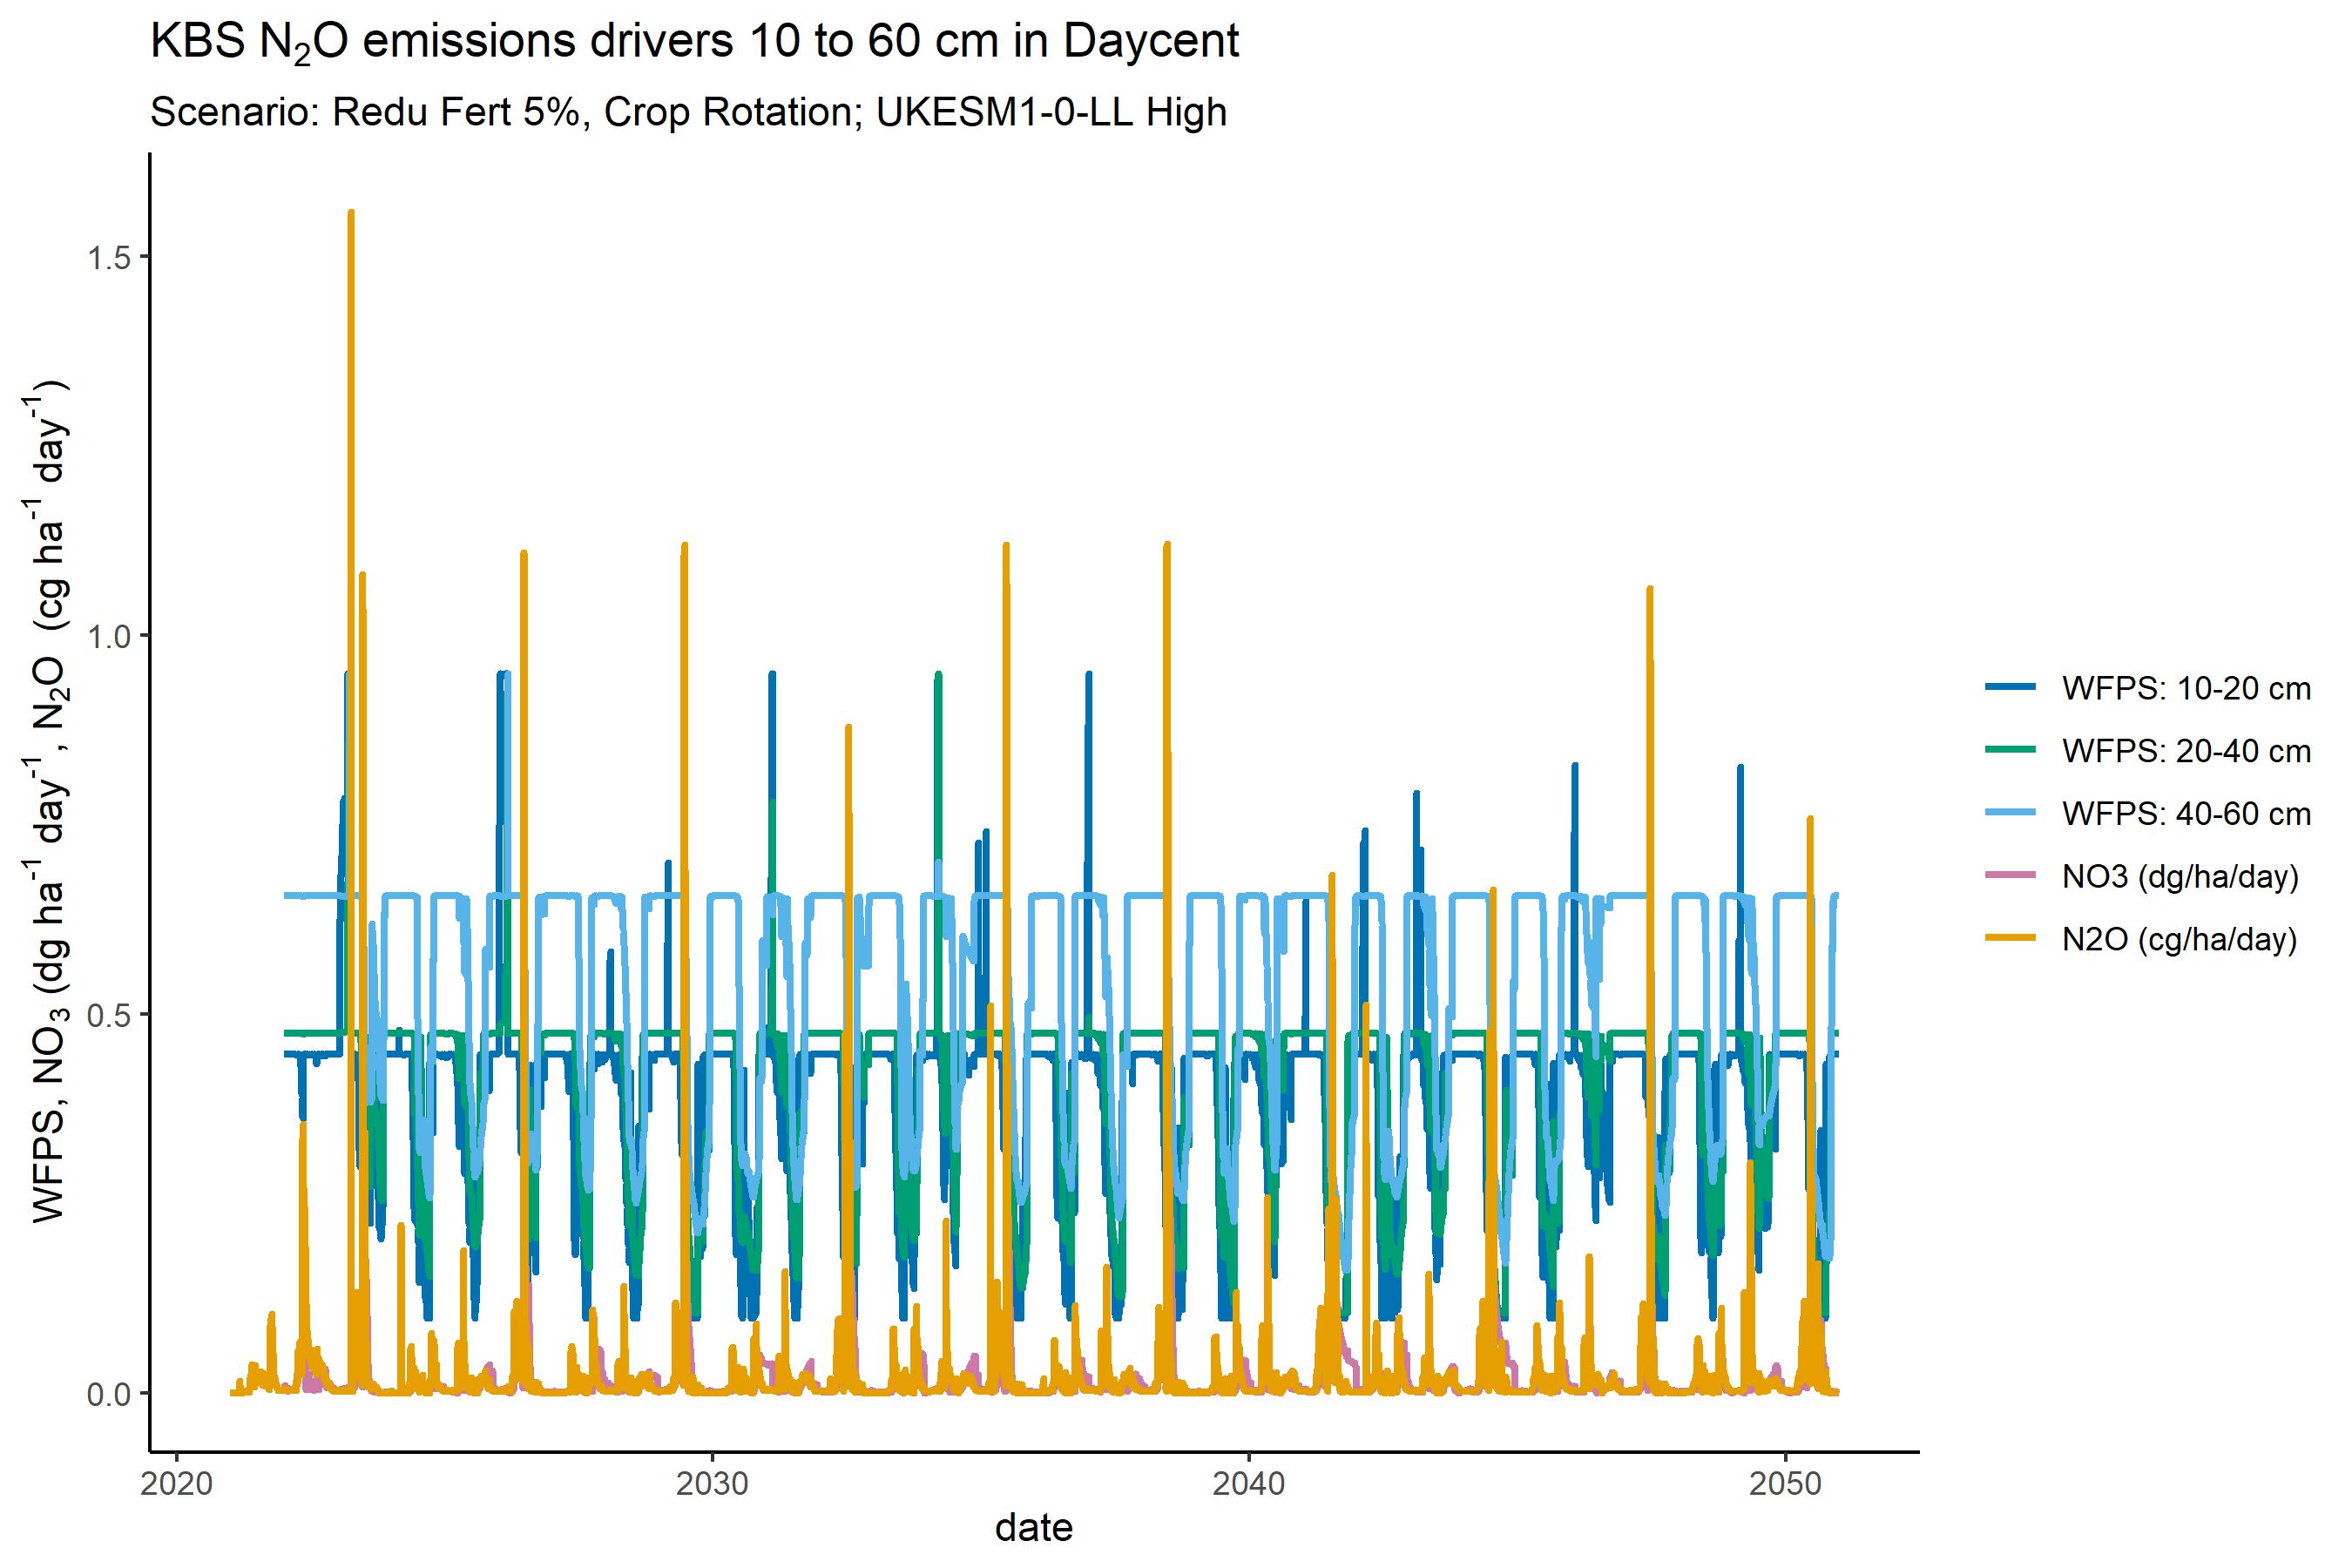 KBS N₂O emissions drivers 10 to 60 cm in Daycent
Scenario: Redu Fert 5%, Crop Rotation; UKESM1-0-LL High
WFPS, NO₃ (dg ha⁻¹ day⁻¹, N₂O (cg ha⁻¹ day⁻¹)
1.5
1.0
0.5
0.0
2020
2030
2040
2050
date
WFPS: 10-20 cm
WFPS: 20-40 cm
WFPS: 40-60 cm
NO3 (dg/ha/day)
N2O (cg/ha/day)